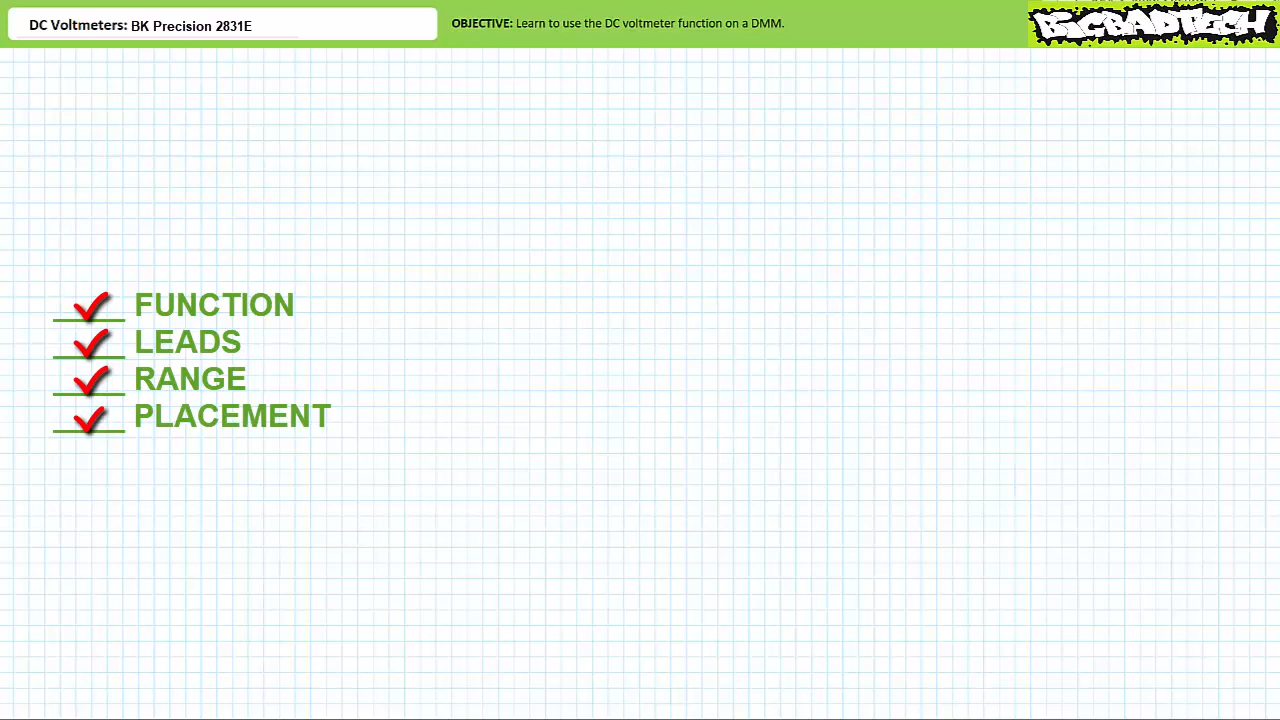 DC Voltmeters: BK Precision 2831E
OBJECTIVE: Learn to use the DC voltmeter function on a DMM.
BIGBADTECH
FUNCTION
LEADS
RANGE
PLACEMENT